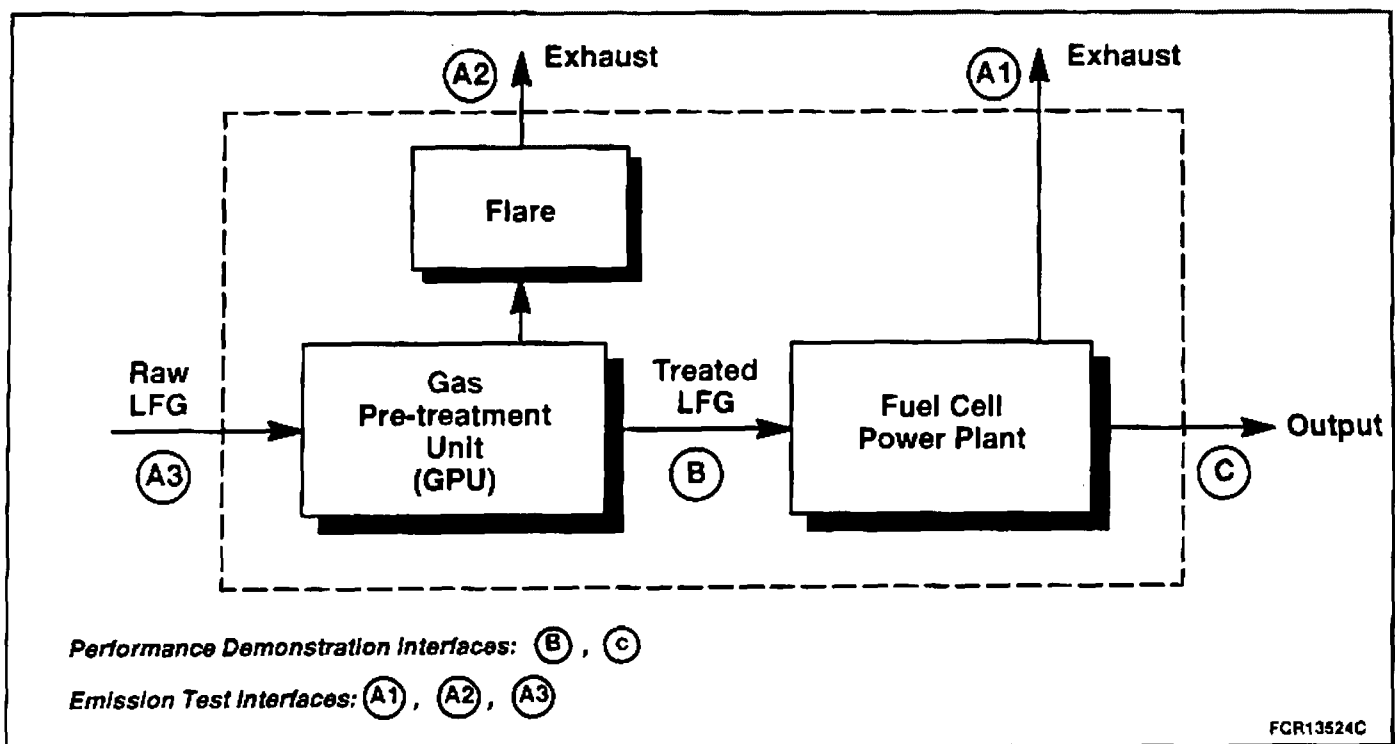 A2 Exhaust
A1 Exhaust
Flare
Raw
LFG
A3
Gas
Pre-treatment
Unit
(GPU)
Treated
LFG
B
Fuel Cell
Power Plant
Output
C
Performance Demonstration Interfaces: B , C
Emission Test Interfaces: A1 , A2 , A3
FCR13524C